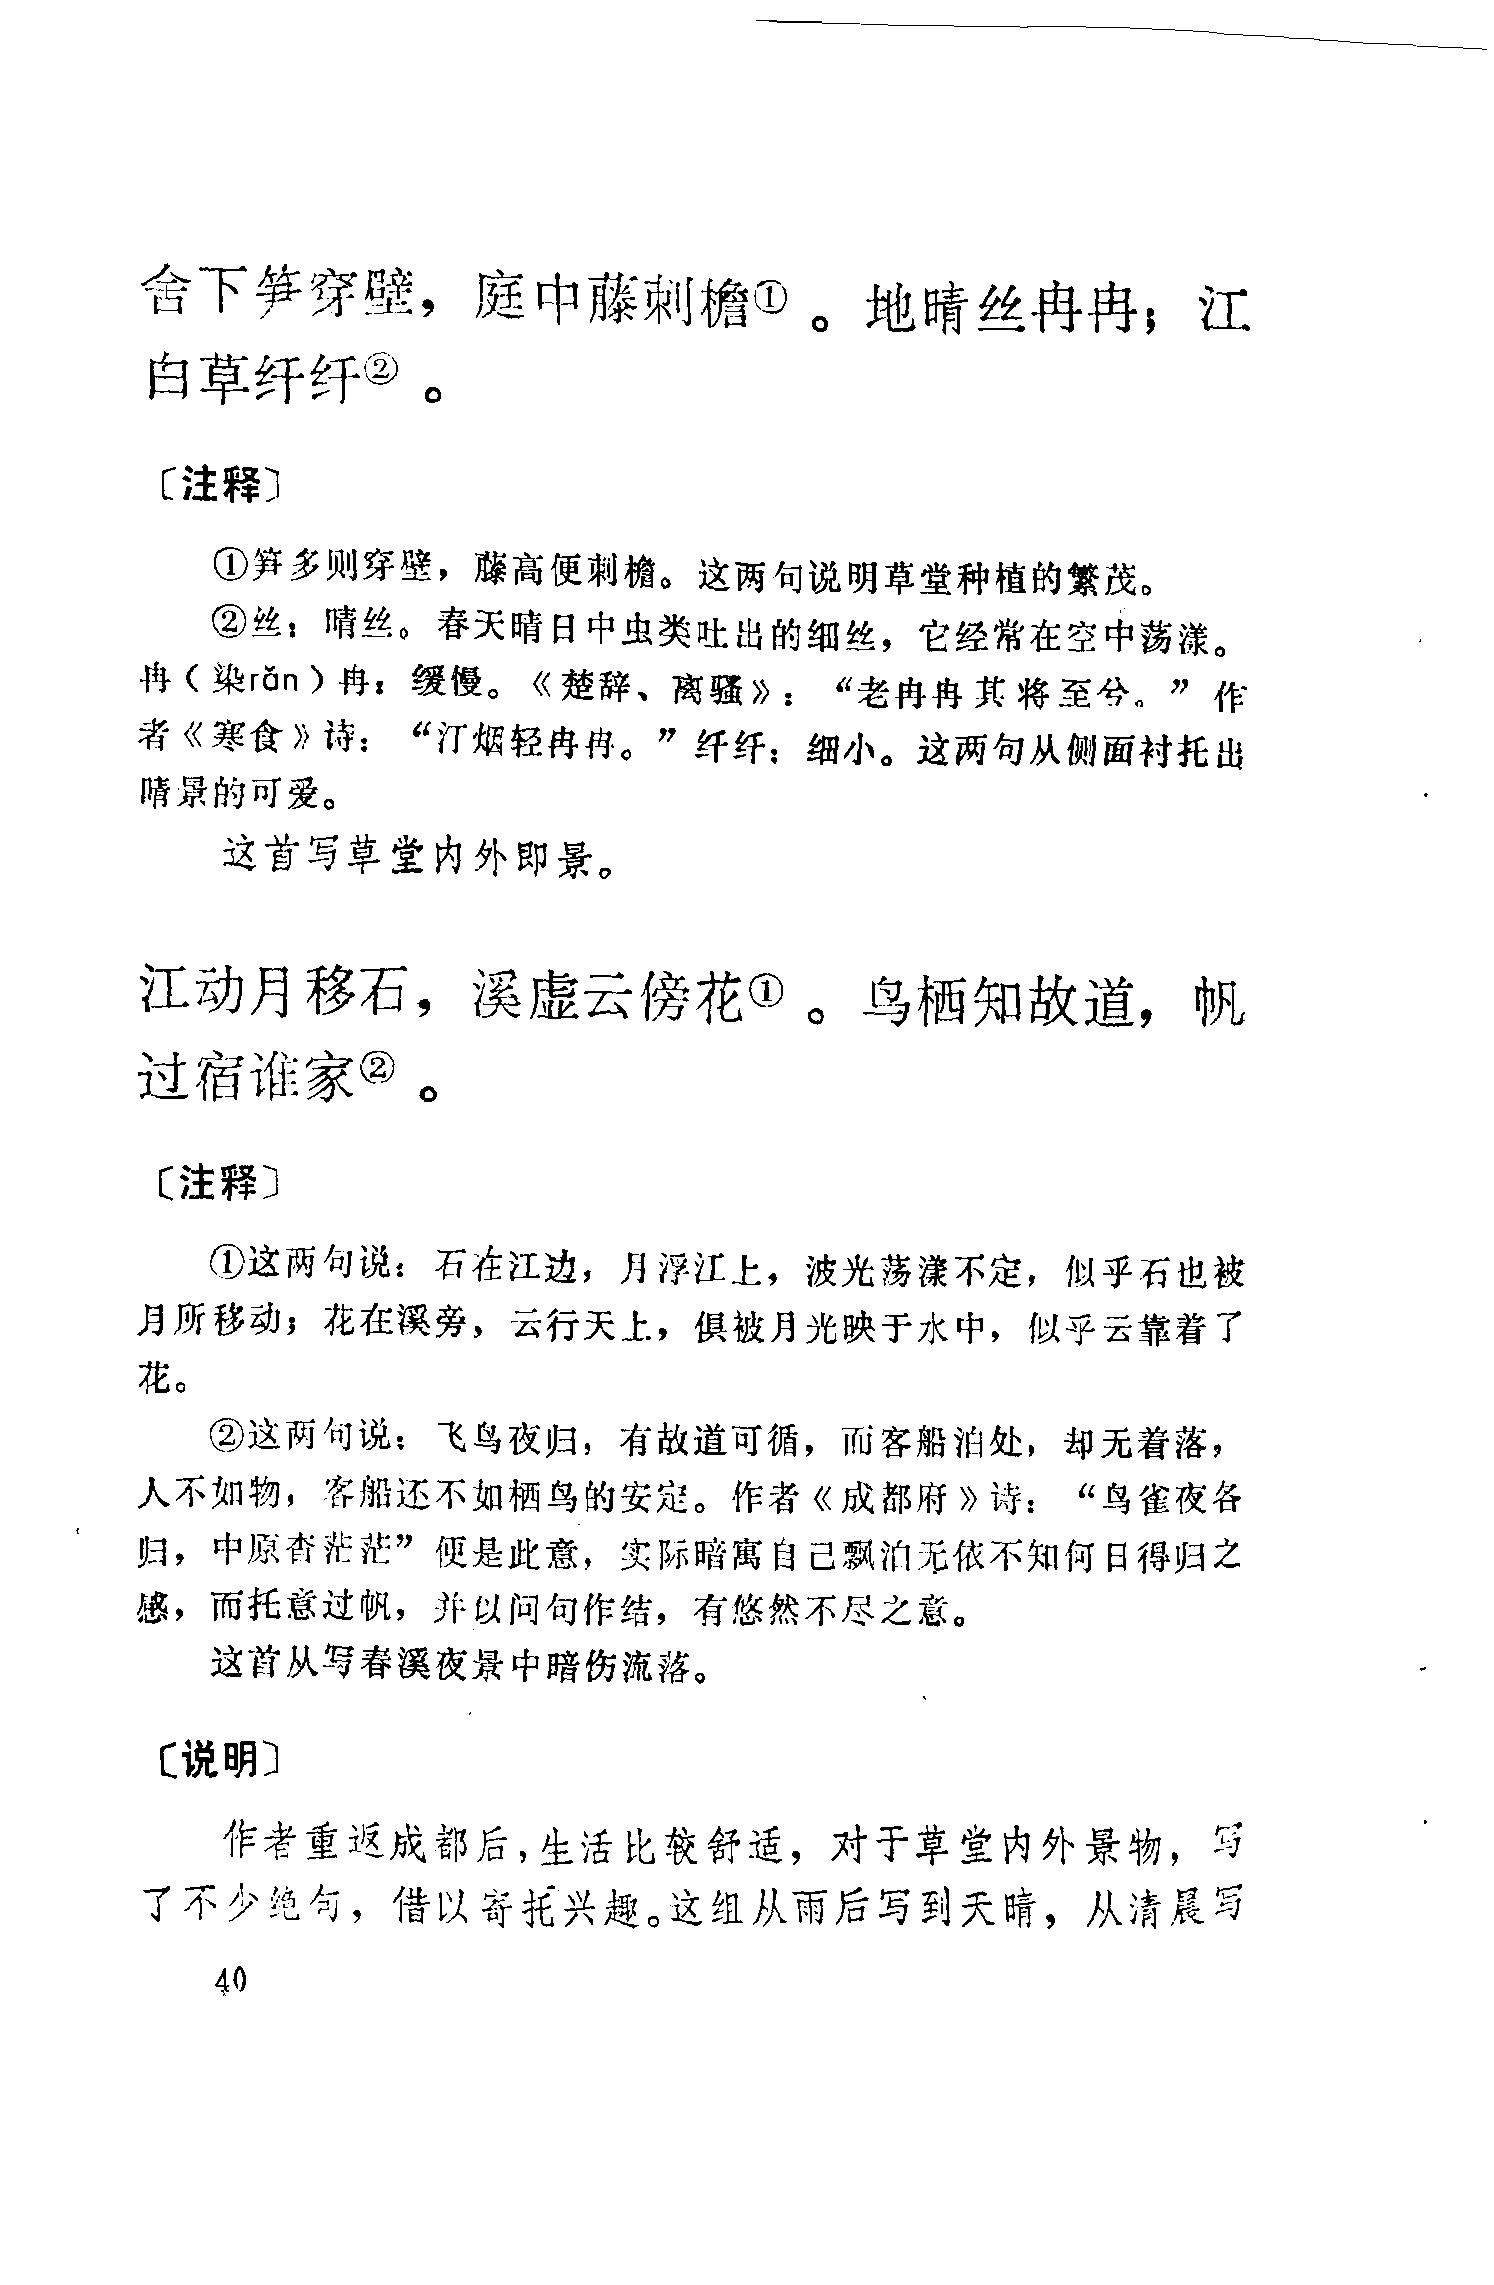 舍下笋穿壁，庭中藤刺檐①。地晴丝冉冉；江
白草纤纤②。
〔注释〕
①笋多则穿壁，藤高便刺檐。这两句说明草堂种植的繁茂。
②丝：晴丝。春天晴日中虫类吐出的细丝，它经常在空中荡漾。
冉（染rǎn）冉：缓慢。《楚辞、离骚》：“老冉冉其将至兮。”作
者《寒食》诗：“汀烟轻冉冉。”纤纤：细小。这两句从侧面衬托出
晴景的可爱。
这首写草堂内外即景。
江动月移石，溪虚云傍花①。鸟栖知故道，帆
过宿谁家②。
〔注释〕
①这两句说：石在江边，月浮江上，波光荡漾不定，似乎石也被
月所移动；花在溪旁，云行天上，俱被月光映于水中，似乎云靠着了
花。
②这两句说：飞鸟夜归，有故道可循，而客船泊处，却无着落，
人不如物，客船还不如栖鸟的安定。作者《成都府》诗：“鸟雀夜各
归，中原杳茫茫”便是此意，实际暗寓自己飘泊无依不知何日得归之
感，而托意过帆，并以问句作结，有悠然不尽之意。
这首从写春溪夜景中暗伤流落。
〔说明〕
作者重返成都后，生活比较舒适，对于草堂内外景物，写
了不少绝句，借以寄托兴趣。这组从雨后写到天晴，从清晨写
40